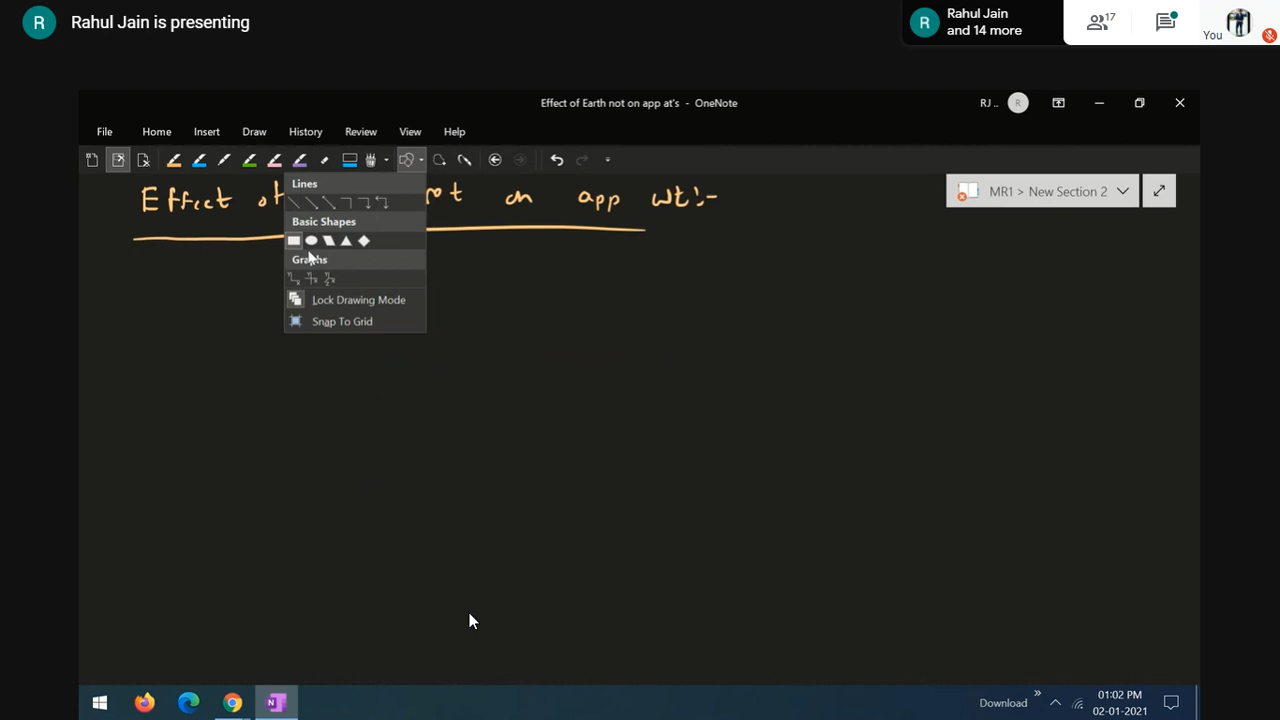 R Rahul Jain is presenting
R Rahul Jain and 14 more
17
You
Effect of Earth not on app at's - OneNote
RJ ..
R
File Home Insert Draw History Review View Help
Lines
Effect of rot on app wt:-
MR1 > New Section 2
Basic Shapes
Graphs
Lock Drawing Mode
Snap To Grid
Download
01:02 PM
02-01-2021